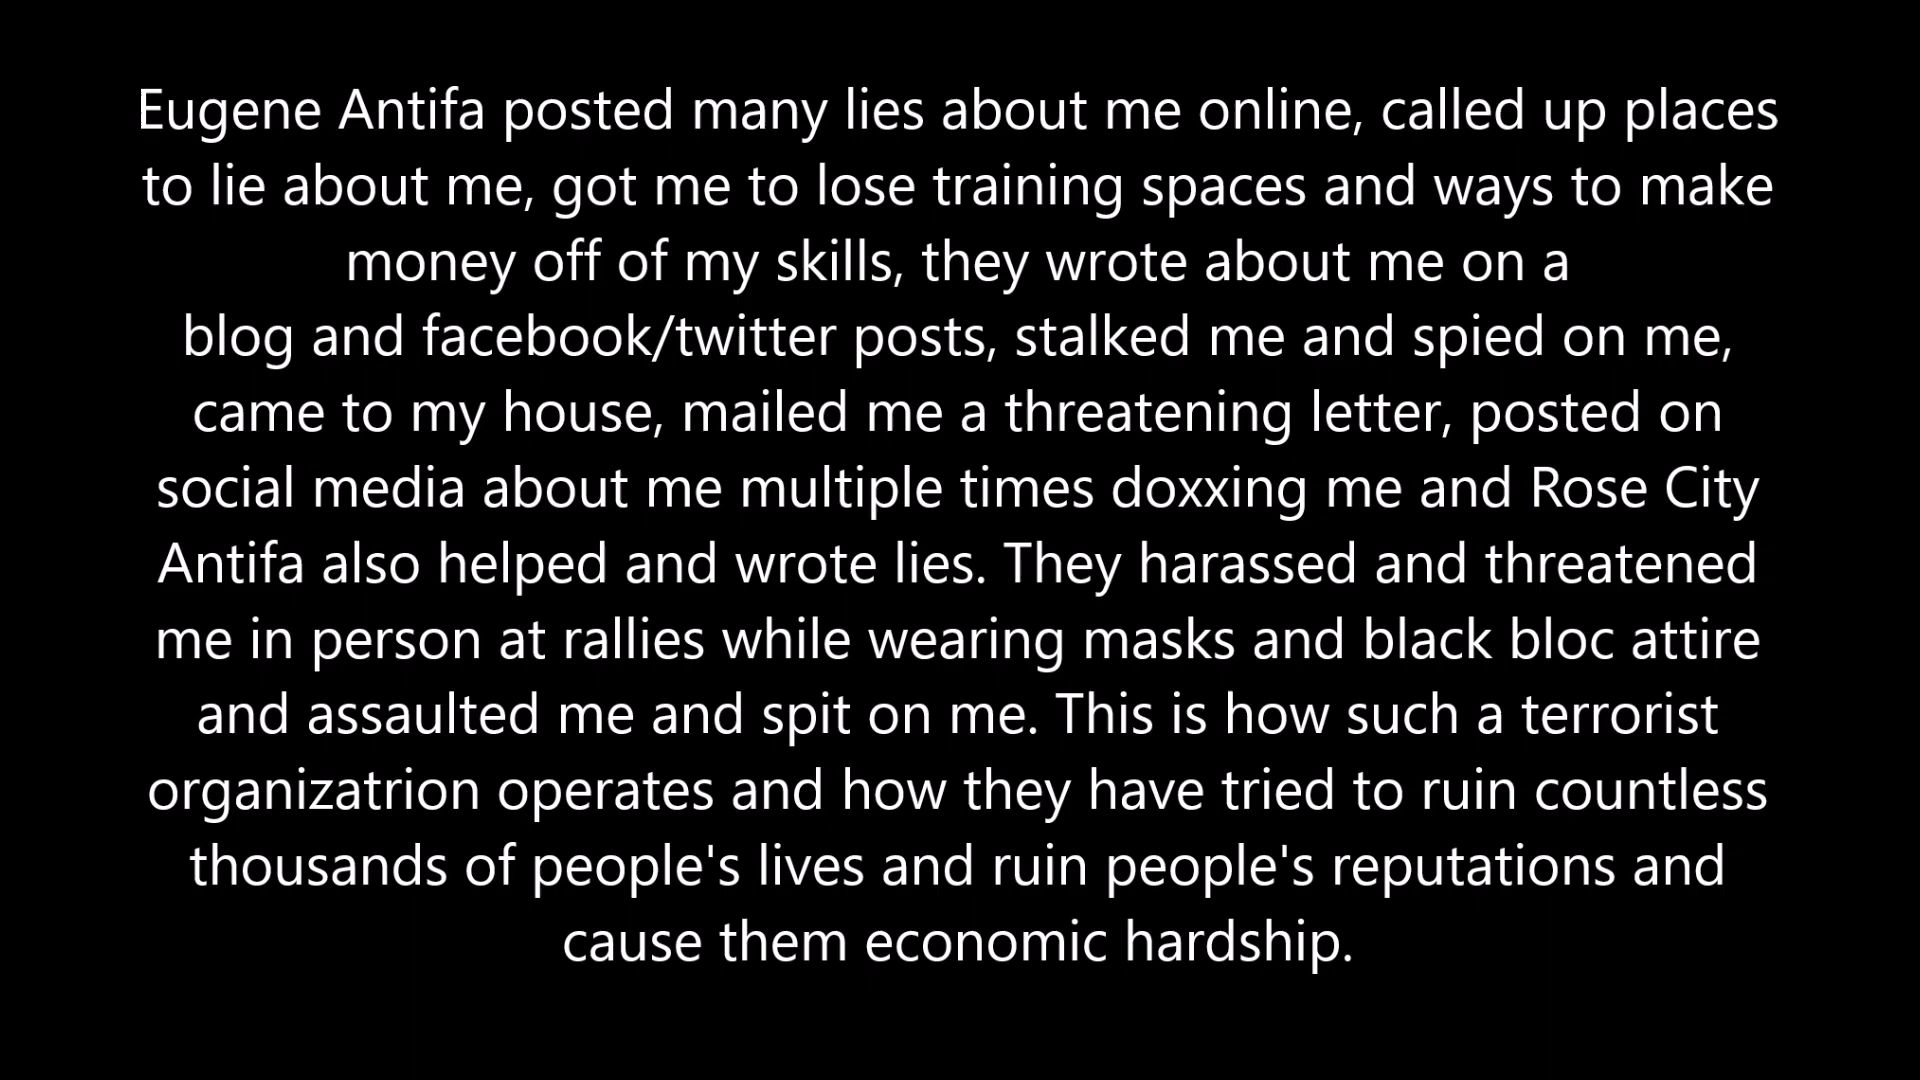 Eugene Antifa posted many lies about me online, called up places
to lie about me, got me to lose training spaces and ways to make
money off of my skills, they wrote about me on a
blog and facebook/twitter posts, stalked me and spied on me,
came to my house, mailed me a threatening letter, posted on
social media about me multiple times doxxing me and Rose City
Antifa also helped and wrote lies. They harassed and threatened
me in person at rallies while wearing masks and black bloc attire
and assaulted me and spit on me. This is how such a terrorist
organizatrion operates and how they have tried to ruin countless
thousands of people's lives and ruin people's reputations and
cause them economic hardship.